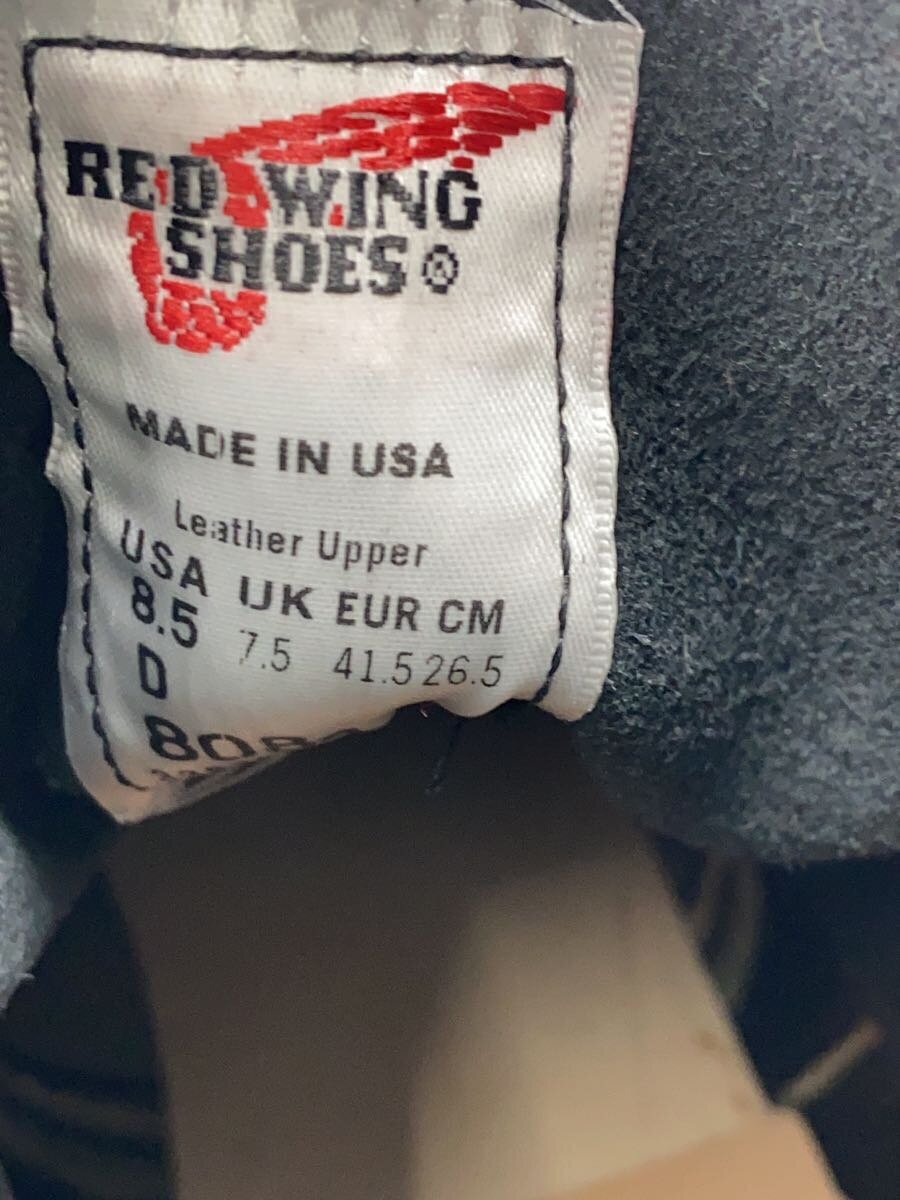 RED WING
SHOES®
MADE IN USA
Leather Upper
USA UK EUR CM
8.5 7.5 41.5 26.5
D